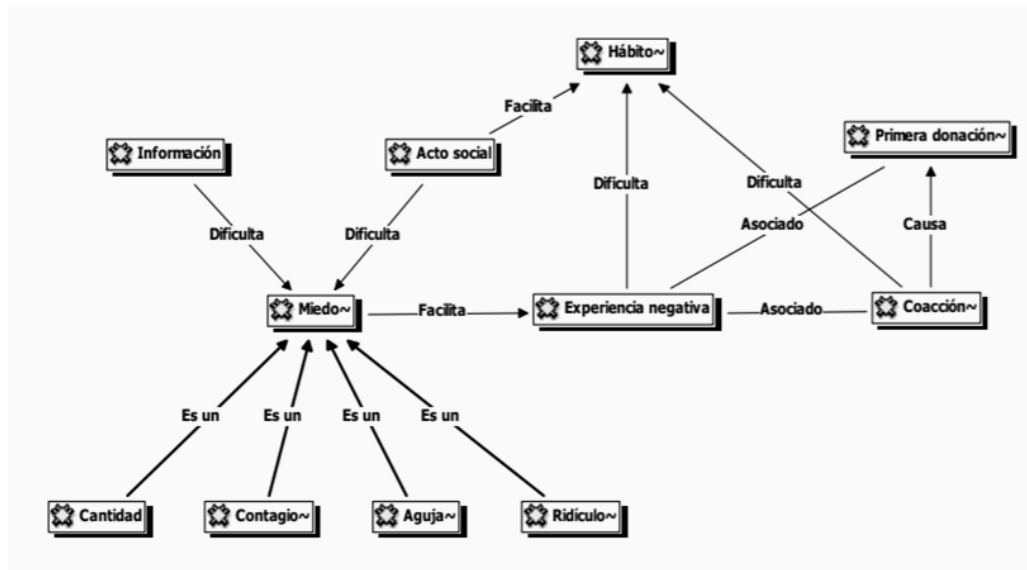 Hábito~
Facilita
Primera donación~
Información
Acto social
Dificulta
Dificulta
Dificulta
Dificulta
Asociado
Causa
Miedo~
Facilita
Experiencia negativa
Asociado
Coacción~
Es un
Es un
Es un
Es un
Cantidad
Contagio~
Aguja~
Ridículo~